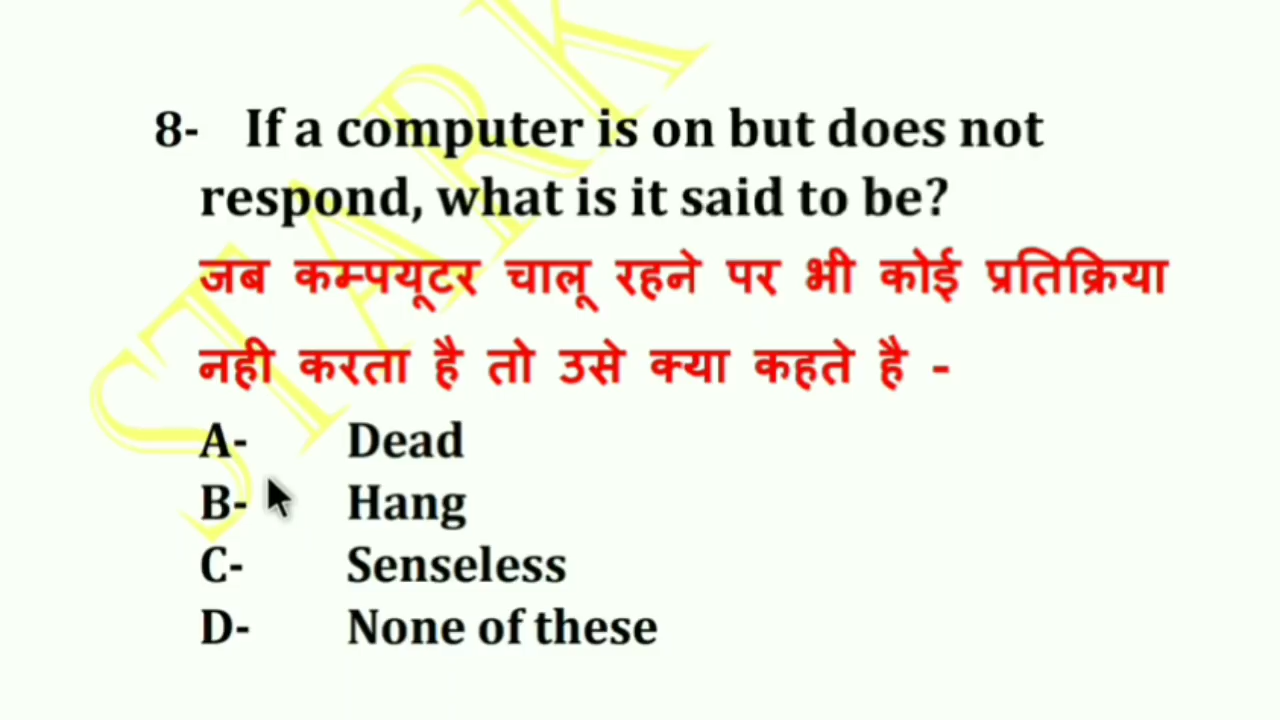 8- If a computer is on but does not
respond, what is it said to be?
जब कम्पयूटर चालू रहने पर भी कोई प्रतिक्रिया
नही करता है तो उसे क्या कहते है -
A- Dead
B- Hang
C- Senseless
D- None of these
STARK